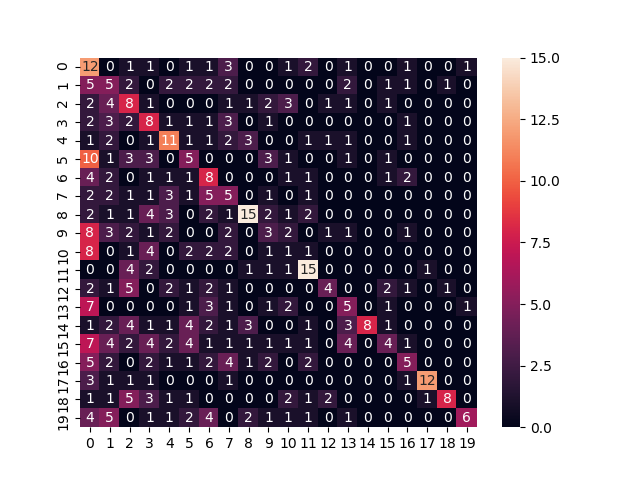 0 12 0 1 1 0 1 1 3 0 0 1 2 0 1 0 0 1 0 0 1
1 5 5 2 0 2 2 2 2 0 0 0 0 0 2 0 1 1 0 1 0
2 2 4 8 1 0 0 0 1 1 2 3 0 1 1 0 1 0 0 0 0
3 2 3 2 8 1 1 1 3 0 1 0 0 0 0 0 0 1 0 0 0
4 1 2 0 1 11 1 1 2 3 0 0 1 1 1 0 0 1 0 0 0
5 10 1 3 3 0 5 0 0 0 3 1 0 0 1 0 1 0 0 0 0
6 4 2 0 1 1 1 8 0 0 0 1 1 0 0 0 1 2 0 0 0
7 2 2 1 1 3 1 5 5 0 1 0 1 0 0 0 0 0 0 0 0
8 2 1 1 4 3 0 2 1 15 2 1 2 0 0 0 0 0 0 0 0
9 8 3 2 1 2 0 0 2 0 3 2 0 1 1 0 0 1 0 0 0
10 8 0 1 4 0 2 2 2 0 1 1 1 0 0 0 0 0 0 0 0
11 0 0 4 2 0 0 0 0 1 1 1 15 0 0 0 0 0 1 0 0
12 2 1 5 0 2 1 2 1 0 0 0 0 4 0 0 2 1 0 1 0
13 7 0 0 0 0 1 3 1 0 1 2 0 0 5 0 0 0 0 0 1
14 1 2 4 1 1 4 2 1 3 0 0 1 0 3 8 1 0 0 0 0
15 7 4 2 4 2 4 1 1 1 1 1 1 0 4 0 4 1 0 0 0
16 5 2 0 2 1 1 2 4 1 2 0 2 0 0 0 0 5 0 0 0
17 3 1 1 1 0 0 0 1 0 0 0 0 0 0 0 0 1 12 0 0
18 1 1 5 3 1 1 0 0 0 0 2 1 2 0 0 0 0 1 8 0
19 4 5 0 1 1 2 4 0 2 1 1 1 0 1 0 0 0 0 0 6
0 1 2 3 4 5 6 7 8 9 10 11 12 13 14 15 16 17 18 19
15.0
12.5
10.0
7.5
5.0
2.5
0.0